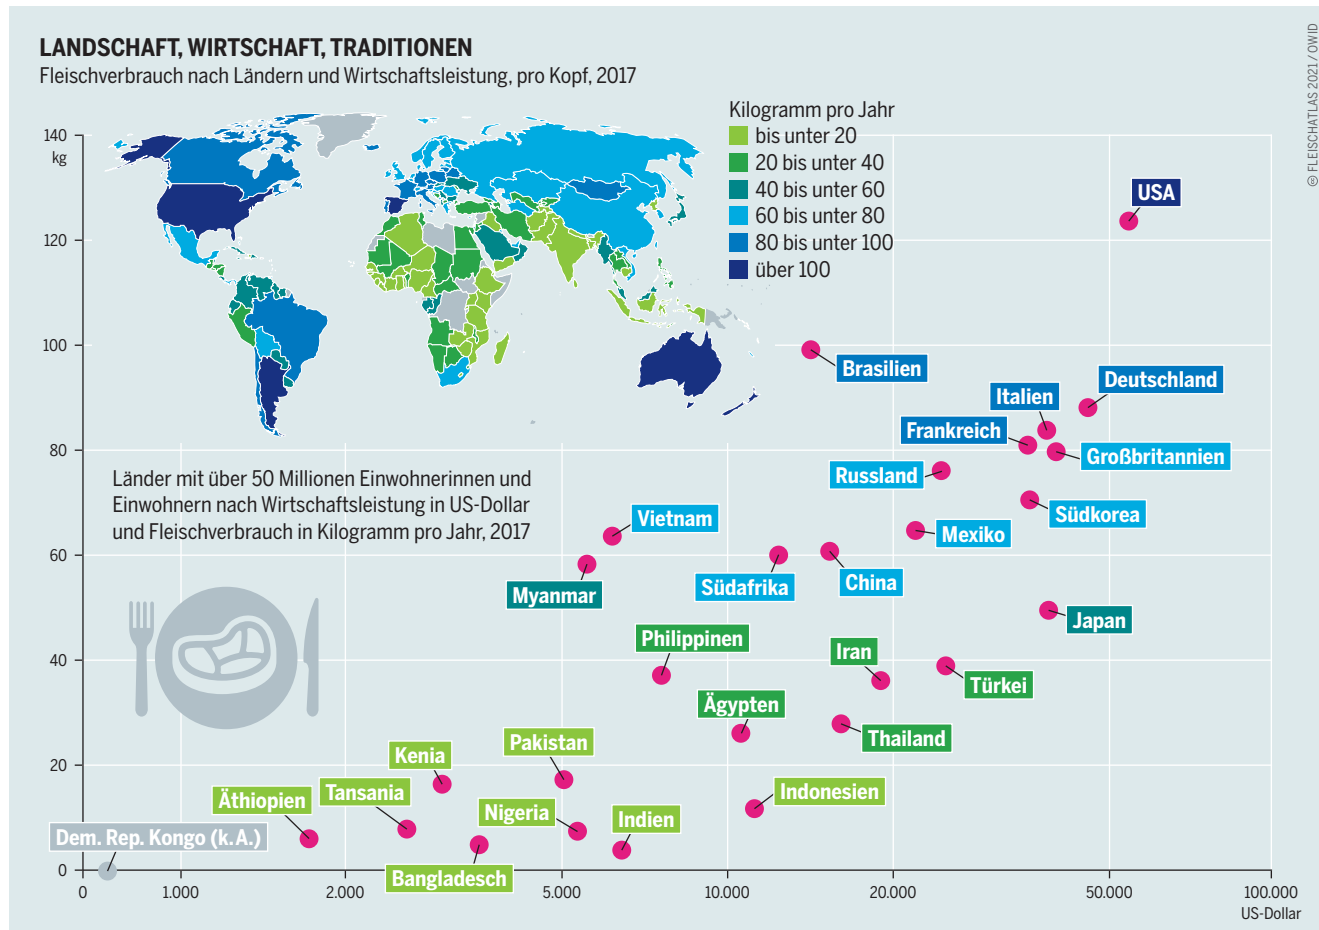 LANDSCHAFT, WIRTSCHAFT, TRADITIONEN
Fleischverbrauch nach Ländern und Wirtschaftsleistung, pro Kopf, 2017
© FLEISCHATLAS 2021 / OWID
Kilogramm pro Jahr
bis unter 20
20 bis unter 40
40 bis unter 60
60 bis unter 80
80 bis unter 100
über 100
140
kg
120
100
80
60
40
20
0
Länder mit über 50 Millionen Einwohnerinnen und
Einwohnern nach Wirtschaftsleistung in US-Dollar
und Fleischverbrauch in Kilogramm pro Jahr, 2017
USA
Brasilien
Deutschland
Italien
Frankreich
Großbritannien
Russland
Südkorea
Vietnam
Mexiko
Myanmar
Südafrika
China
Japan
Philippinen
Iran
Türkei
Ägypten
Thailand
Pakistan
Kenia
Tansania
Äthiopien
Nigeria
Indien
Indonesien
Dem. Rep. Kongo (k.A.)
Bangladesch
0
1.000
2.000
5.000
10.000
20.000
50.000
100.000
US-Dollar